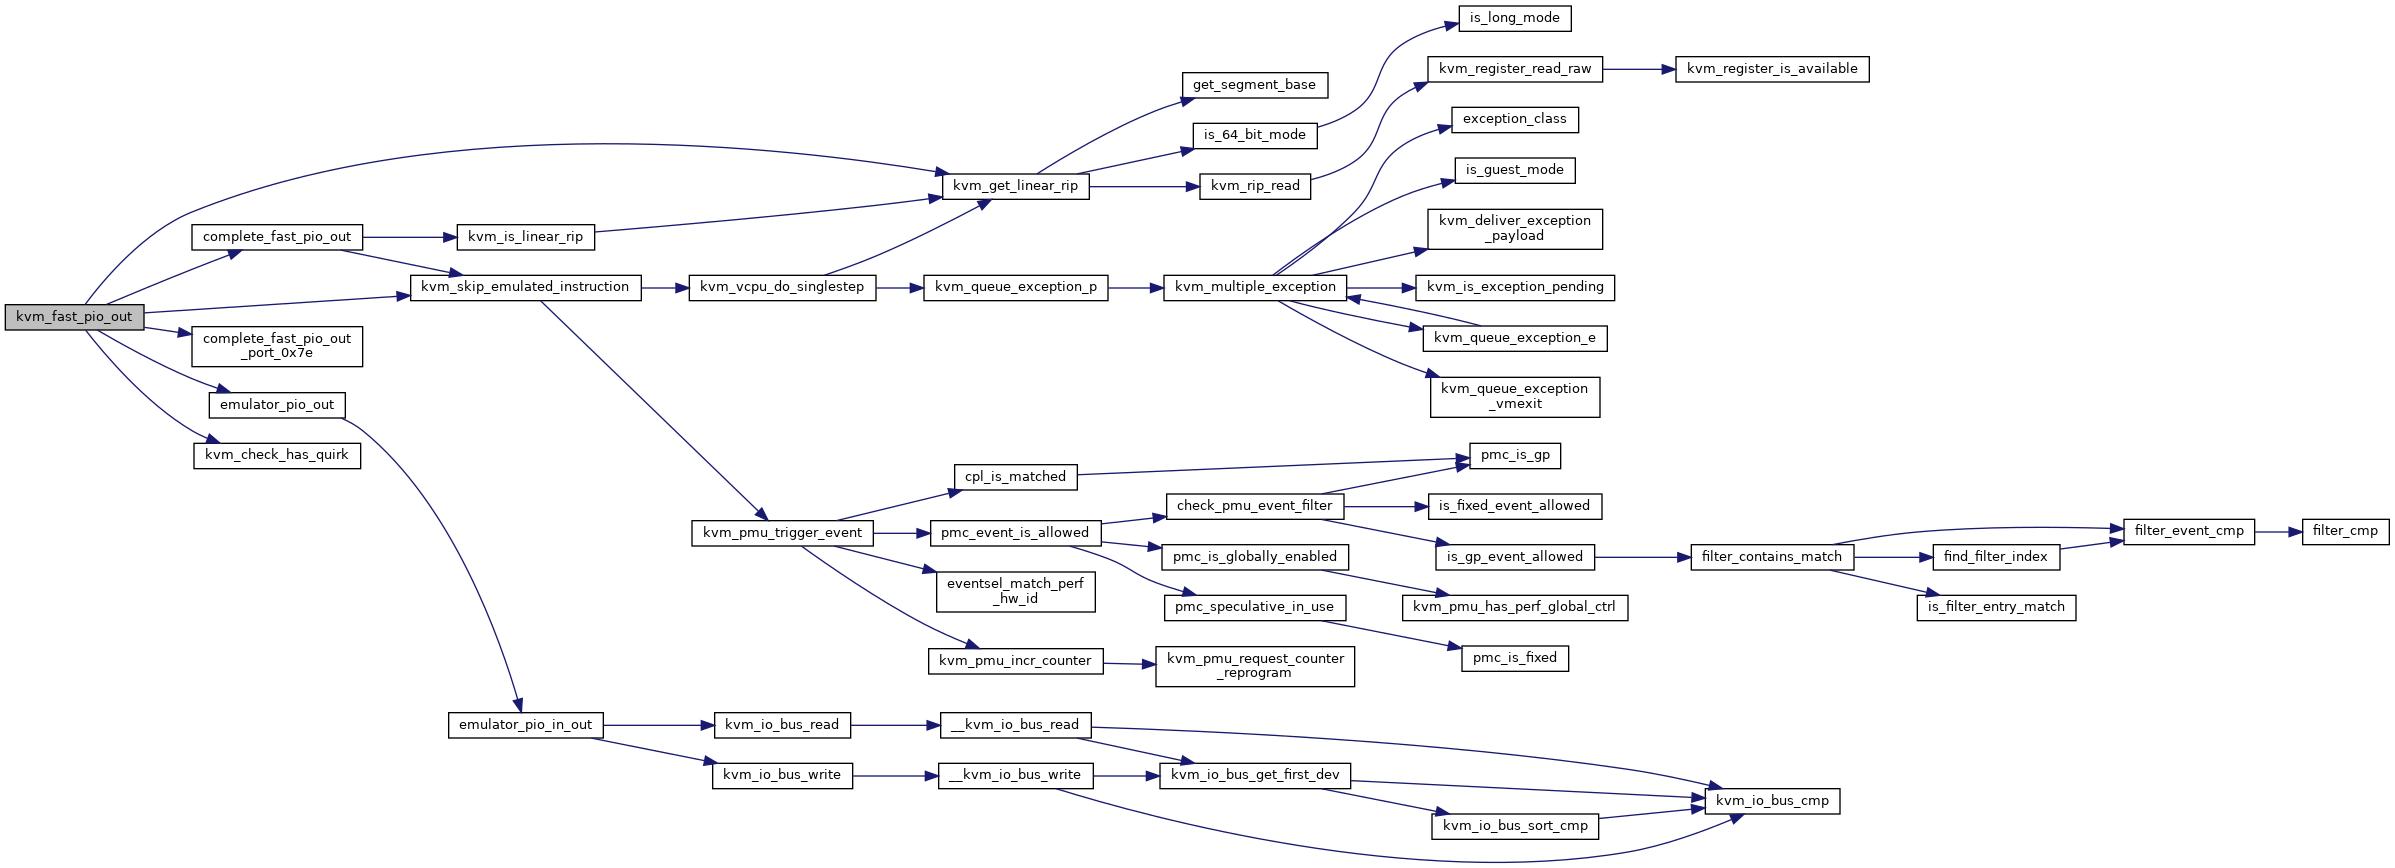 kvm_fast_pio_out
complete_fast_pio_out
kvm_is_linear_rip
kvm_skip_emulated_instruction
complete_fast_pio_out
_port_0x7e
emulator_pio_out
kvm_check_has_quirk
emulator_pio_in_out
kvm_vcpu_do_singlestep
kvm_pmu_trigger_event
kvm_io_bus_read
kvm_io_bus_write
kvm_get_linear_rip
kvm_queue_exception_p
cpl_is_matched
pmc_event_is_allowed
eventsel_match_perf
_hw_id
kvm_pmu_incr_counter
__kvm_io_bus_read
__kvm_io_bus_write
get_segment_base
is_64_bit_mode
kvm_rip_read
kvm_multiple_exception
check_pmu_event_filter
pmc_is_globally_enabled
pmc_speculative_in_use
kvm_pmu_request_counter
_reprogram
kvm_io_bus_get_first_dev
is_long_mode
kvm_register_read_raw
exception_class
is_guest_mode
kvm_deliver_exception
_payload
kvm_is_exception_pending
kvm_queue_exception_e
kvm_queue_exception
_vmexit
pmc_is_gp
is_fixed_event_allowed
is_gp_event_allowed
kvm_pmu_has_perf_global_ctrl
pmc_is_fixed
kvm_io_bus_sort_cmp
kvm_register_is_available
filter_contains_match
kvm_io_bus_cmp
find_filter_index
is_filter_entry_match
filter_event_cmp
filter_cmp